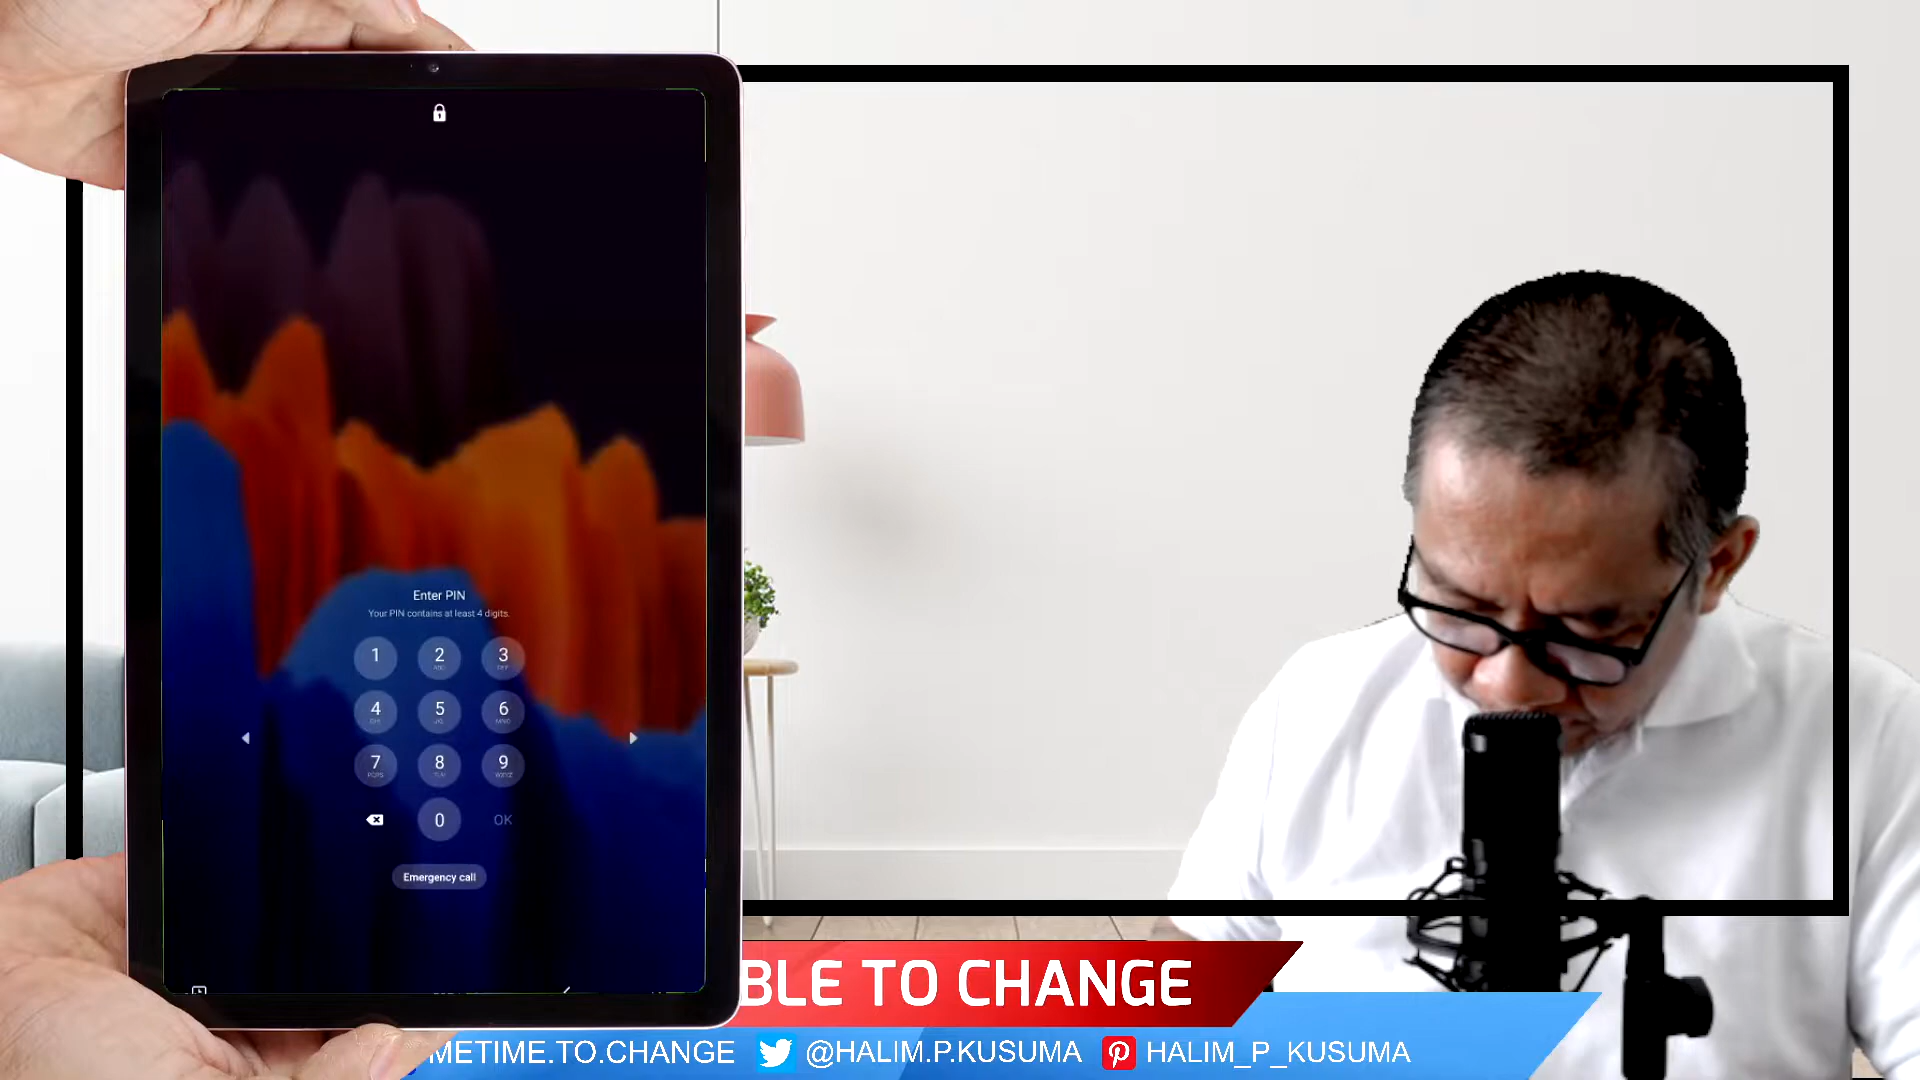 Enter PIN
Your PIN contains at least 4 digits.
1 2 3
4 5 6
7 8 9
0 OK
Emergency call
BLE TO CHANGE
METIME.TO.CHANGE @HALIM.P.KUSUMA HALIM_P_KUSUMA